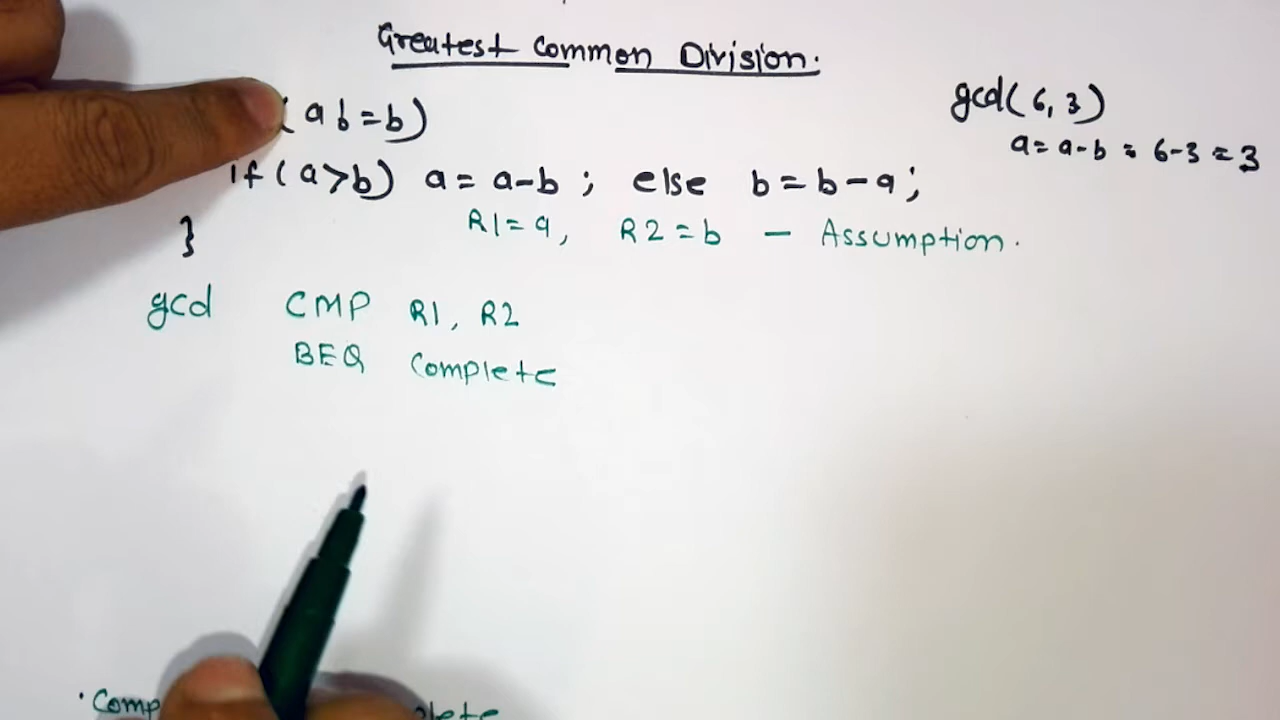 Greatest Common Division.
gcd(6,3)
( a b = b)
a = a-b = 6-3 = 3
if (a>b) a = a-b ; else b = b-a ;
R1 = a, R2 = b - Assumption.
}
gcd CMP R1, R2
BEQ Complete